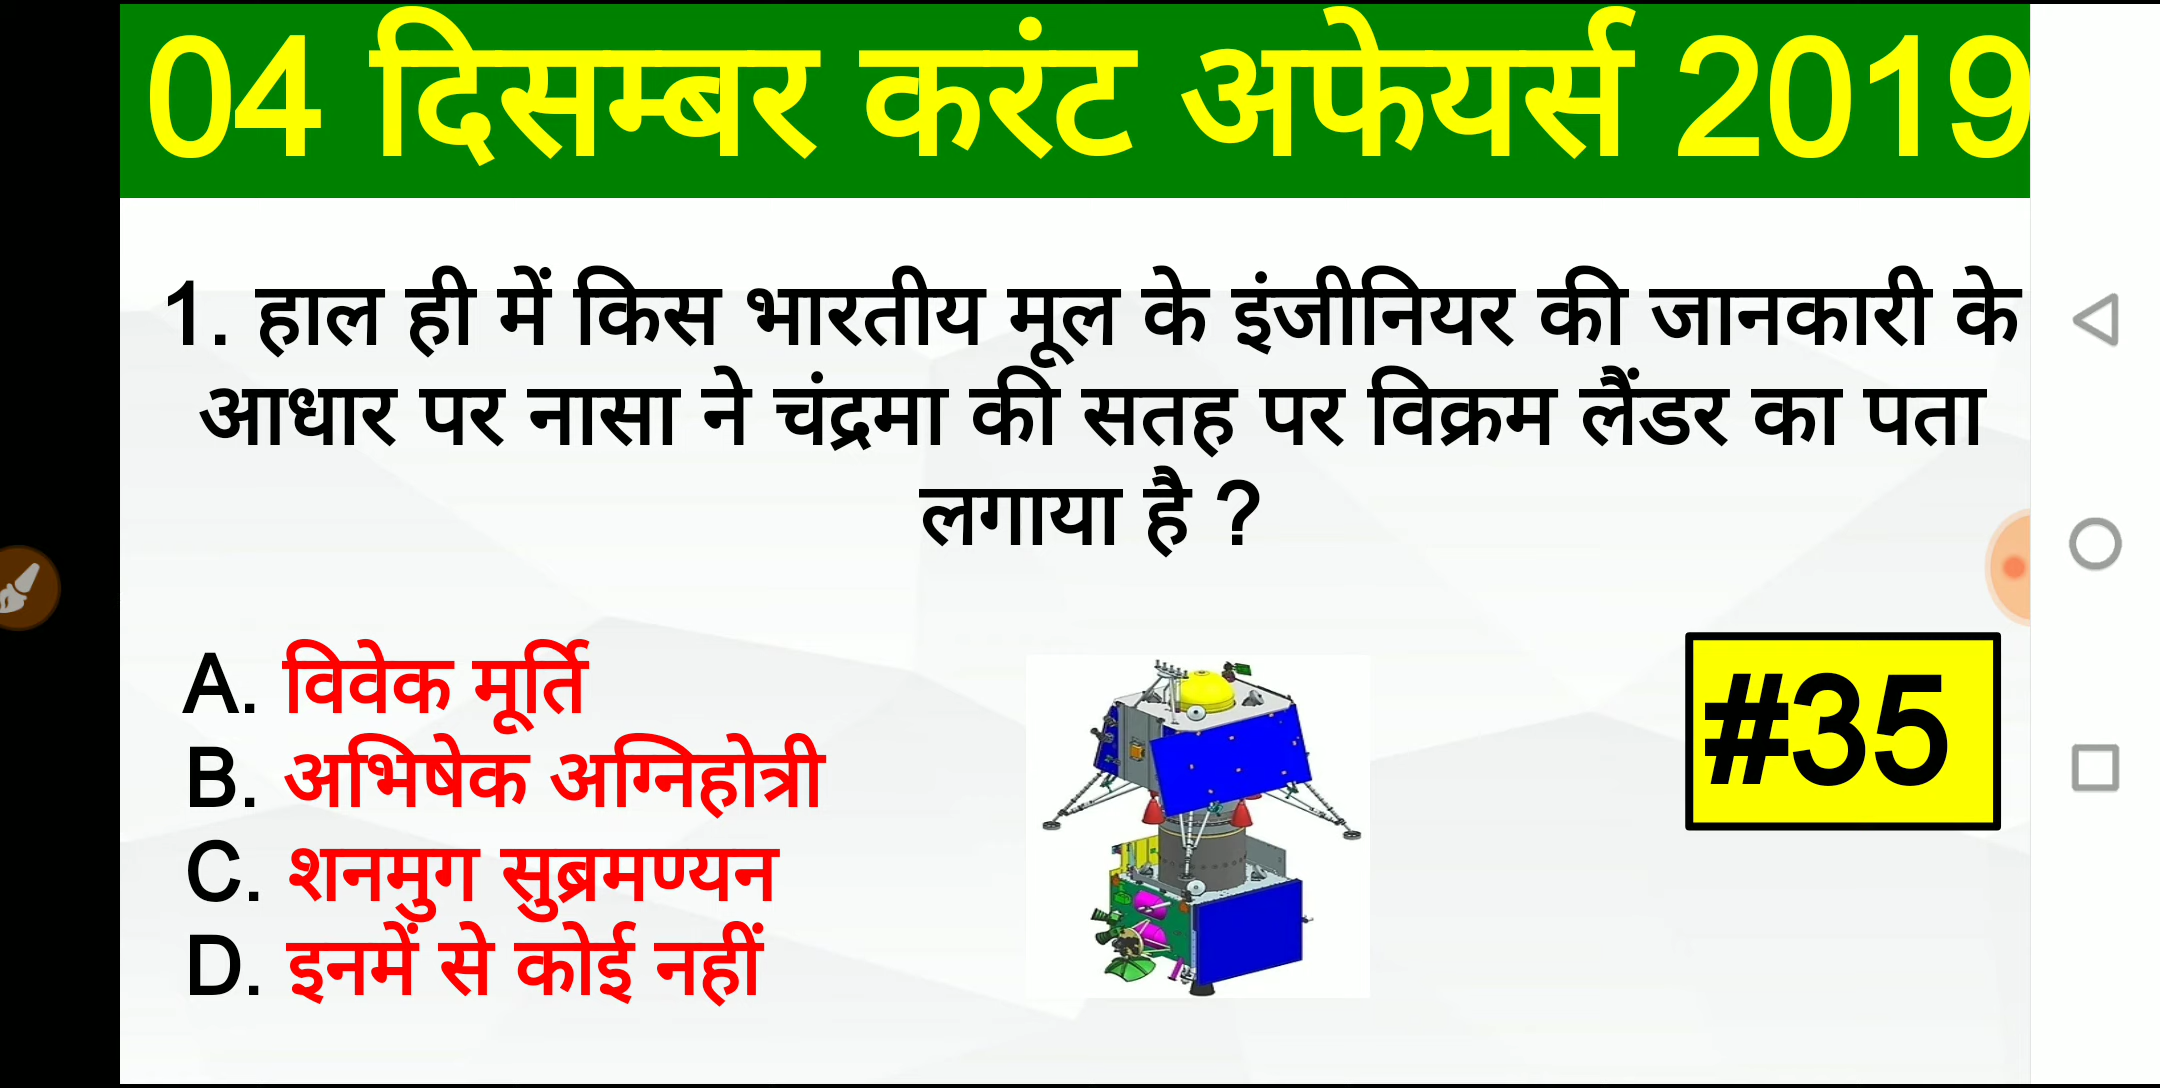 04 दिसम्बर करंट अफेयर्स 2019
1. हाल ही में किस भारतीय मूल के इंजीनियर की जानकारी के
आधार पर नासा ने चंद्रमा की सतह पर विक्रम लैंडर का पता
लगाया है ?
A. विवेक मूर्ति
B. अभिषेक अग्निहोत्री
C. शनमुग सुब्रमण्यन
D. इनमें से कोई नहीं
#35